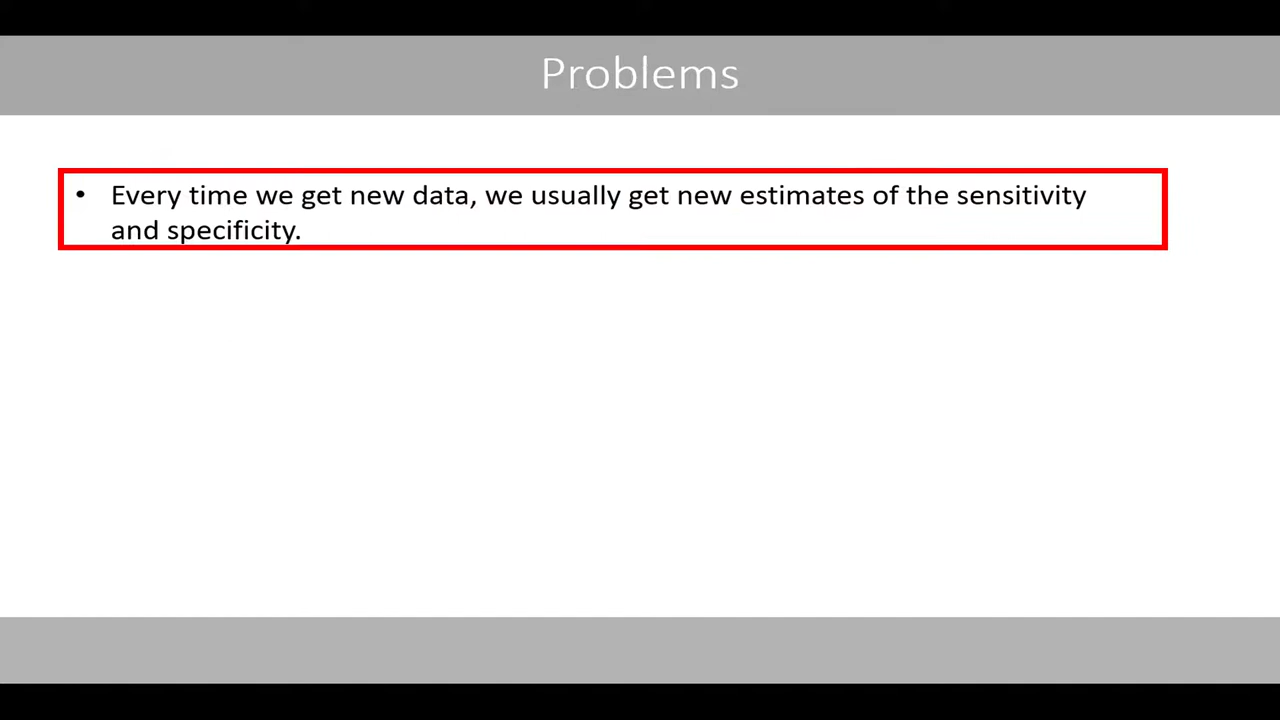 Problems
• Every time we get new data, we usually get new estimates of the sensitivity
and specificity.